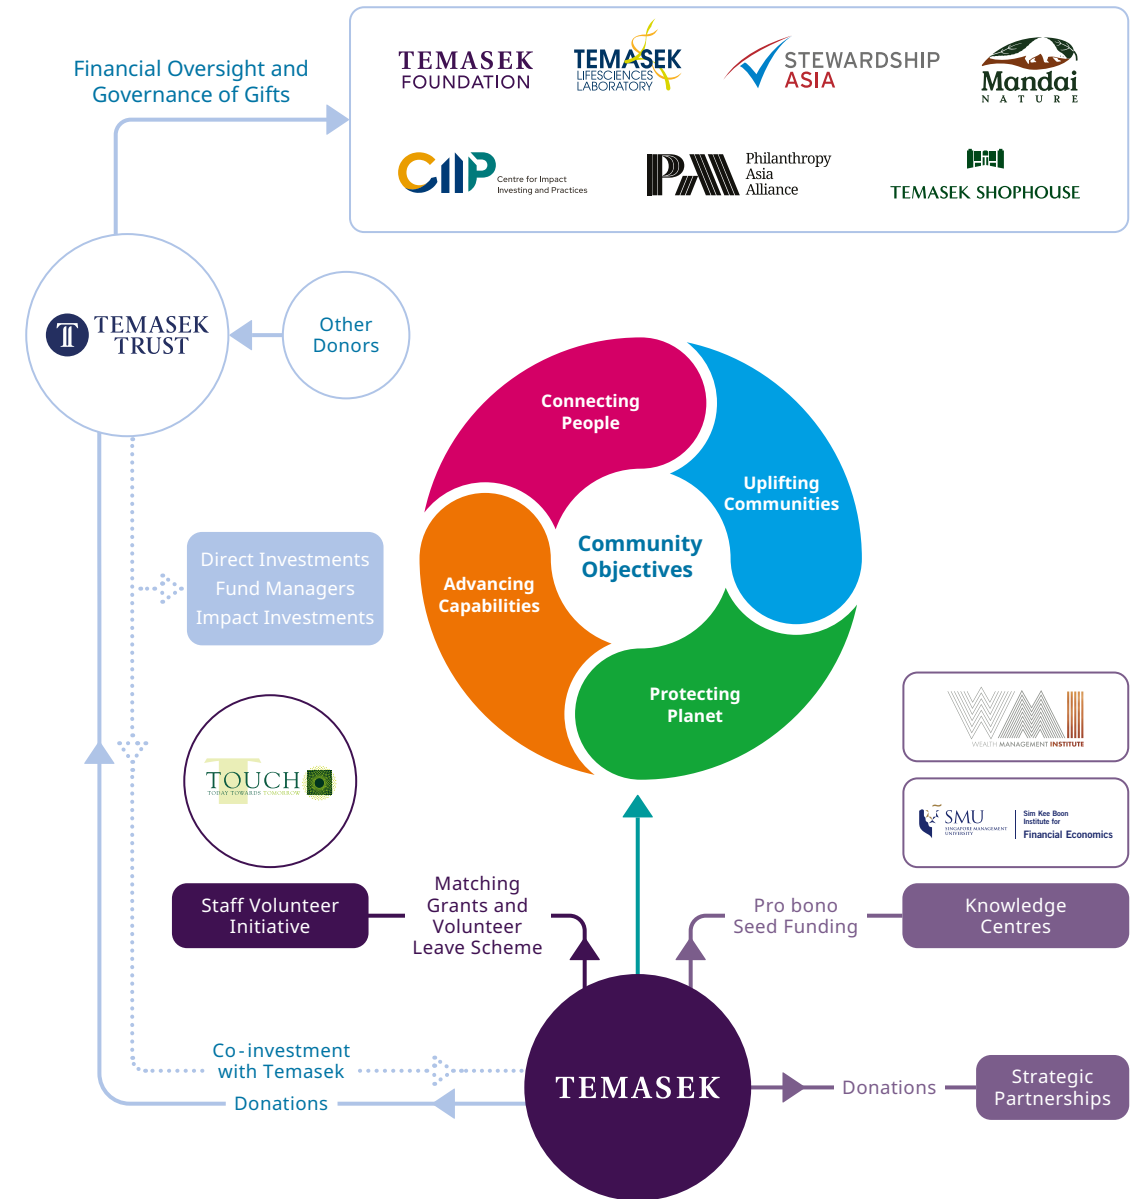 Financial Oversight and
Governance of Gifts
TEMASEK
FOUNDATION
TEMASEK
LIFESCIENCES
LABORATORY
STEWARDSHIP
ASIA
Mandai
NATURE
CIIP
Centre for Impact
Investing and Practices
PAA
Philanthropy
Asia
Alliance
TEMASEK SHOPHOUSE
T
TEMASEK
TRUST
Other
Donors
Connecting
People
Uplifting
Communities
Community
Objectives
Advancing
Capabilities
Protecting
Planet
Direct Investments
Fund Managers
Impact Investments
T
TOUCH
TODAY TOWARDS TOMORROW
WMI
WEALTH MANAGEMENT INSTITUTE
SMU
SINGAPORE MANAGEMENT
UNIVERSITY
Sim Kee Boon
Institute for
Financial Economics
Staff Volunteer
Initiative
Matching
Grants and
Volunteer
Leave Scheme
Pro bono
Seed Funding
Knowledge
Centres
Co-investment
with Temasek
Donations
TEMASEK
Donations
Strategic
Partnerships